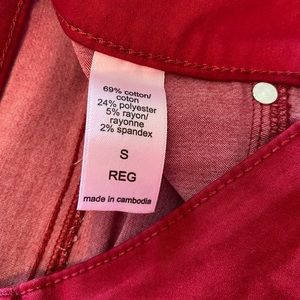 69% cotton/
coton
24% polyester
5% rayon/
rayonne
2% spandex
S
REG
made in cambodia